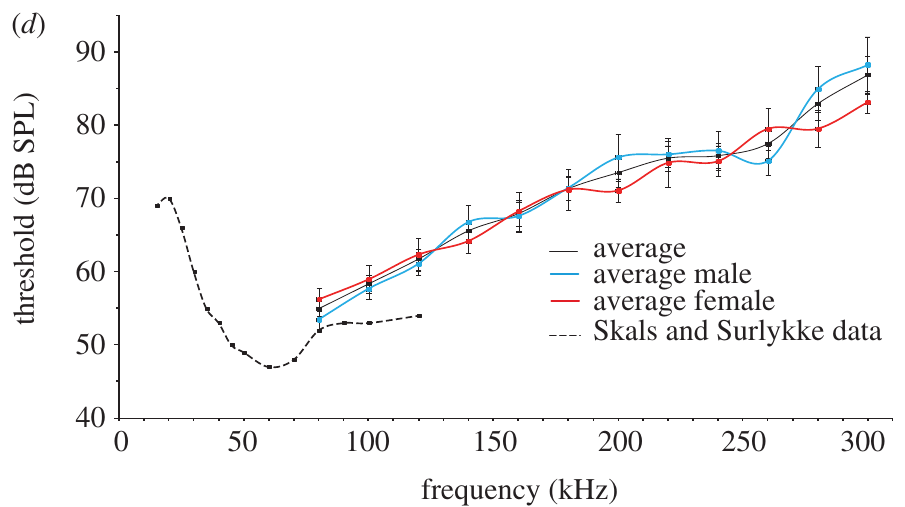 (d)
threshold (dB SPL)
90
80
70
60
50
40
0 50 100 150 200 250 300
frequency (kHz)
average
average male
average female
Skals and Surlykke data